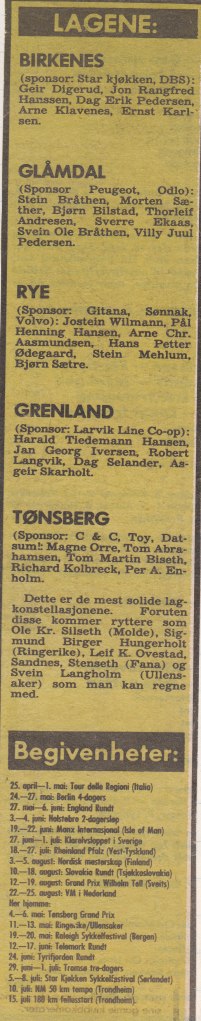 LAGENE:
BIRKENES
(sponsor: Star kjøkken, DBS):
Geir Digerud, Jon Rangfred
Hanssen, Dag Erik Pedersen,
Arne Klavenes, Ernst Karl-
sen.
GLÅMDAL
(Sponsor Peugeot, Odlo):
Stein Bråthen, Morten Sæ-
ther, Bjørn Bilstad, Thorleif
Andresen, Sverre Ekaas,
Svein Ole Bråthen, Villy Juul
Pedersen.
RYE
(Sponsor: Gitana, Sønnak,
Volvo): Jostein Wilmann, Pål
Henning Hansen, Arne Chr.
Aasmundsen, Hans Petter
Ødegaard, Stein Mehlum,
Bjørn Sætre.
GRENLAND
(Sponsor: Larvik Line Co-op):
Harald Tiedemann Hansen,
Jan Georg Iversen, Robert
Langvik, Dag Selander, As-
geir Skarholt.
TØNSBERG
(Sponsor: C & C, Toy, Dat-
sum!: Magne Orre, Tom Abra-
hamsen, Tom Martin Biseth,
Richard Kolbreck, Per A. En-
holm.
Dette er de mest solide lag-
konstellasjonene. Foruten
disse kommer ryttere som
Ole Kr. Silseth (Molde), Sig-
mund Birger Hungerholt
(Ringerike), Leif K. Ovestad,
Sandnes, Stenseth (Fana) og
Svein Langholm (Ullens-
aker) som man kan regne
med.
Begivenheter:
25. april—1. mai: Tour delle Regioni (Italia)
24.—27. mai: Berlin 4-dagers
27. mai—6. juni: England Rundt
3.—4. juni: Holstebro 2-dagersløp
19.—22. juni: Manx Internasjonal (Isle of Man)
27. juni—1. juli: Klarelvsloppet i Sverige
18.—27. juli: Rheinland Pfalz (Vest-Tyskland)
3.—5. august: Nordisk mesterskap (Finland)
10.—18. august: Slovakia Rundt (Tsjekkoslovakia)
12.—19. august: Grand Prix Wilhelm Tell (Sveits)
22.—25. august: VM i Nederland
Her hjemme:
4.—6. mai: Tønsberg Grand Prix
11.—13. mai: Ringerike/Ullensaker
19.—20. mai: Raleigh Sykkelfestival (Bergen)
12.—17. juni: Telemark Rundt
24. juni: Tyrifjorden Rundt
29. juni—1. juli: Tromsø tre-dagers
5.—8. juli: Star Kjøkken Sykkelfestival (Sørlandet)
10. juli: NM 50 km tempo (Trondheim)
15. juli 180 km fellesstart (Trondheim).